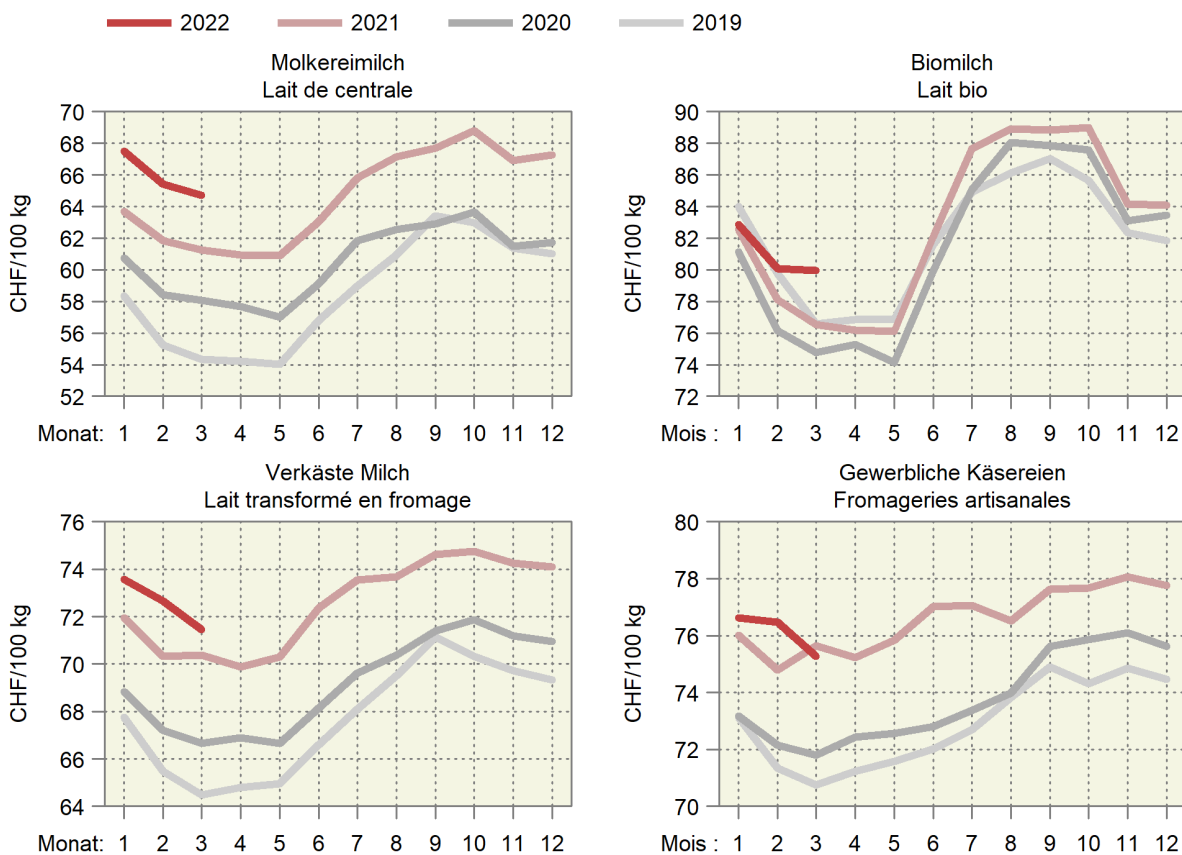 2022 2021 2020 2019
Molkereimilch
Lait de centrale
CHF/100 kg
70
68
66
64
62
60
58
56
54
52
Monat: 1 2 3 4 5 6 7 8 9 10 11 12
Biomilch
Lait bio
CHF/100 kg
90
88
86
84
82
80
78
76
74
72
Mois : 1 2 3 4 5 6 7 8 9 10 11 12
Verkäste Milch
Lait transformé en fromage
CHF/100 kg
76
74
72
70
68
66
64
Monat: 1 2 3 4 5 6 7 8 9 10 11 12
Gewerbliche Käsereien
Fromageries artisanales
CHF/100 kg
80
78
76
74
72
70
Mois : 1 2 3 4 5 6 7 8 9 10 11 12